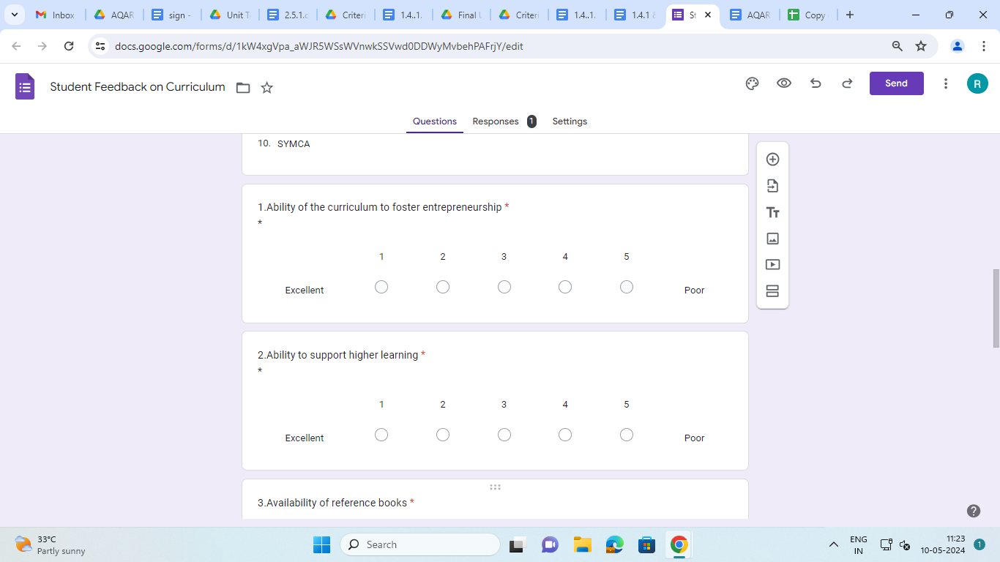 Inbox
AQAR
sign -
Unit T
2.5.1.c
Criteri
1.4..1.
Final U
Criteri
1.4..1.
1.4.1 &
St
AQAR
Copy
docs.google.com/forms/d/1kW4xgVpa_aWJR5WSsWVnwkSSVwd0DDWyMvbehPAFrjY/edit
Student Feedback on Curriculum
Send
R
Questions
Responses 1
Settings
10. SYMCA
1.Ability of the curriculum to foster entrepreneurship *
*
1 2 3 4 5
Excellent Poor
2.Ability to support higher learning *
*
1 2 3 4 5
Excellent Poor
3.Availability of reference books *
33°C
Partly sunny
Search
ENG
IN
11:23
10-05-2024
1